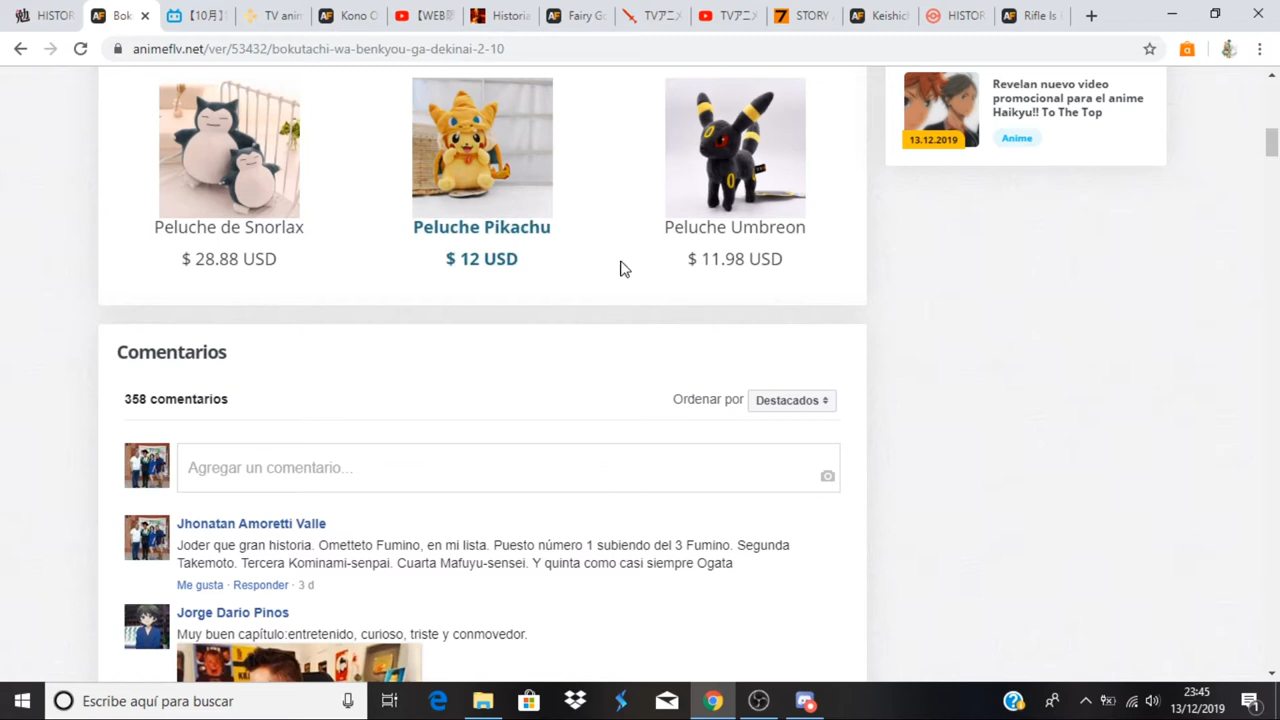 HISTOR
Bok
【10月】
TV anim
Kono O
【WEB
Historia
Fairy Go
TVアニメ
TVアニメ
STORY
Keishich
HISTOR
Rifle Is
animeflv.net/ver/53432/bokutachi-wa-benkyou-ga-dekinai-2-10
Peluche de Snorlax
$ 28.88 USD
Peluche Pikachu
$ 12 USD
Peluche Umbreon
$ 11.98 USD
13.12.2019
Revelan nuevo video
promocional para el anime
Haikyu!! To The Top
Anime
Comentarios
358 comentarios
Ordenar por Destacados
Agregar un comentario...
Jhonatan Amoretti Valle
Joder que gran historia. Ometteto Fumino, en mi lista. Puesto número 1 subiendo del 3 Fumino. Segunda
Takemoto. Tercera Kominami-senpai. Cuarta Mafuyu-sensei. Y quinta como casi siempre Ogata
Me gusta · Responder · 3 d
Jorge Dario Pinos
Muy buen capítulo:entretenido, curioso, triste y conmovedor.
Escribe aquí para buscar
23:45
13/12/2019
1